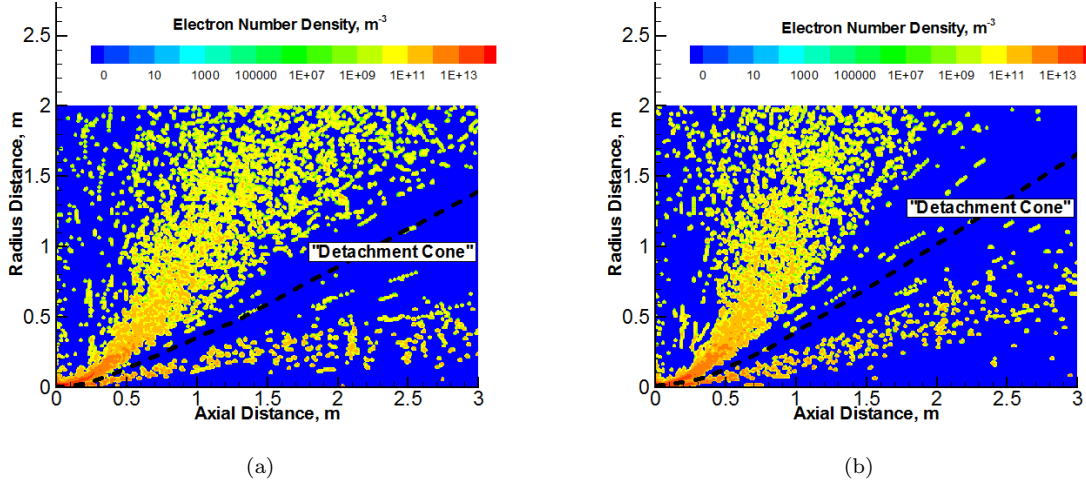 Electron Number Density, m-3
0 10 1000 100000 1E+07 1E+09 1E+11 1E+13
2.5
2
1.5
1
0.5
0
Radius Distance, m
"Detachment Cone"
0 0.5 1 1.5 2 2.5 3
Axial Distance, m
(a)
Electron Number Density, m-3
0 10 1000 100000 1E+07 1E+09 1E+11 1E+13
2.5
2
1.5
1
0.5
0
Radius Distance, m
"Detachment Cone"
0 0.5 1 1.5 2 2.5 3
Axial Distance, m
(b)